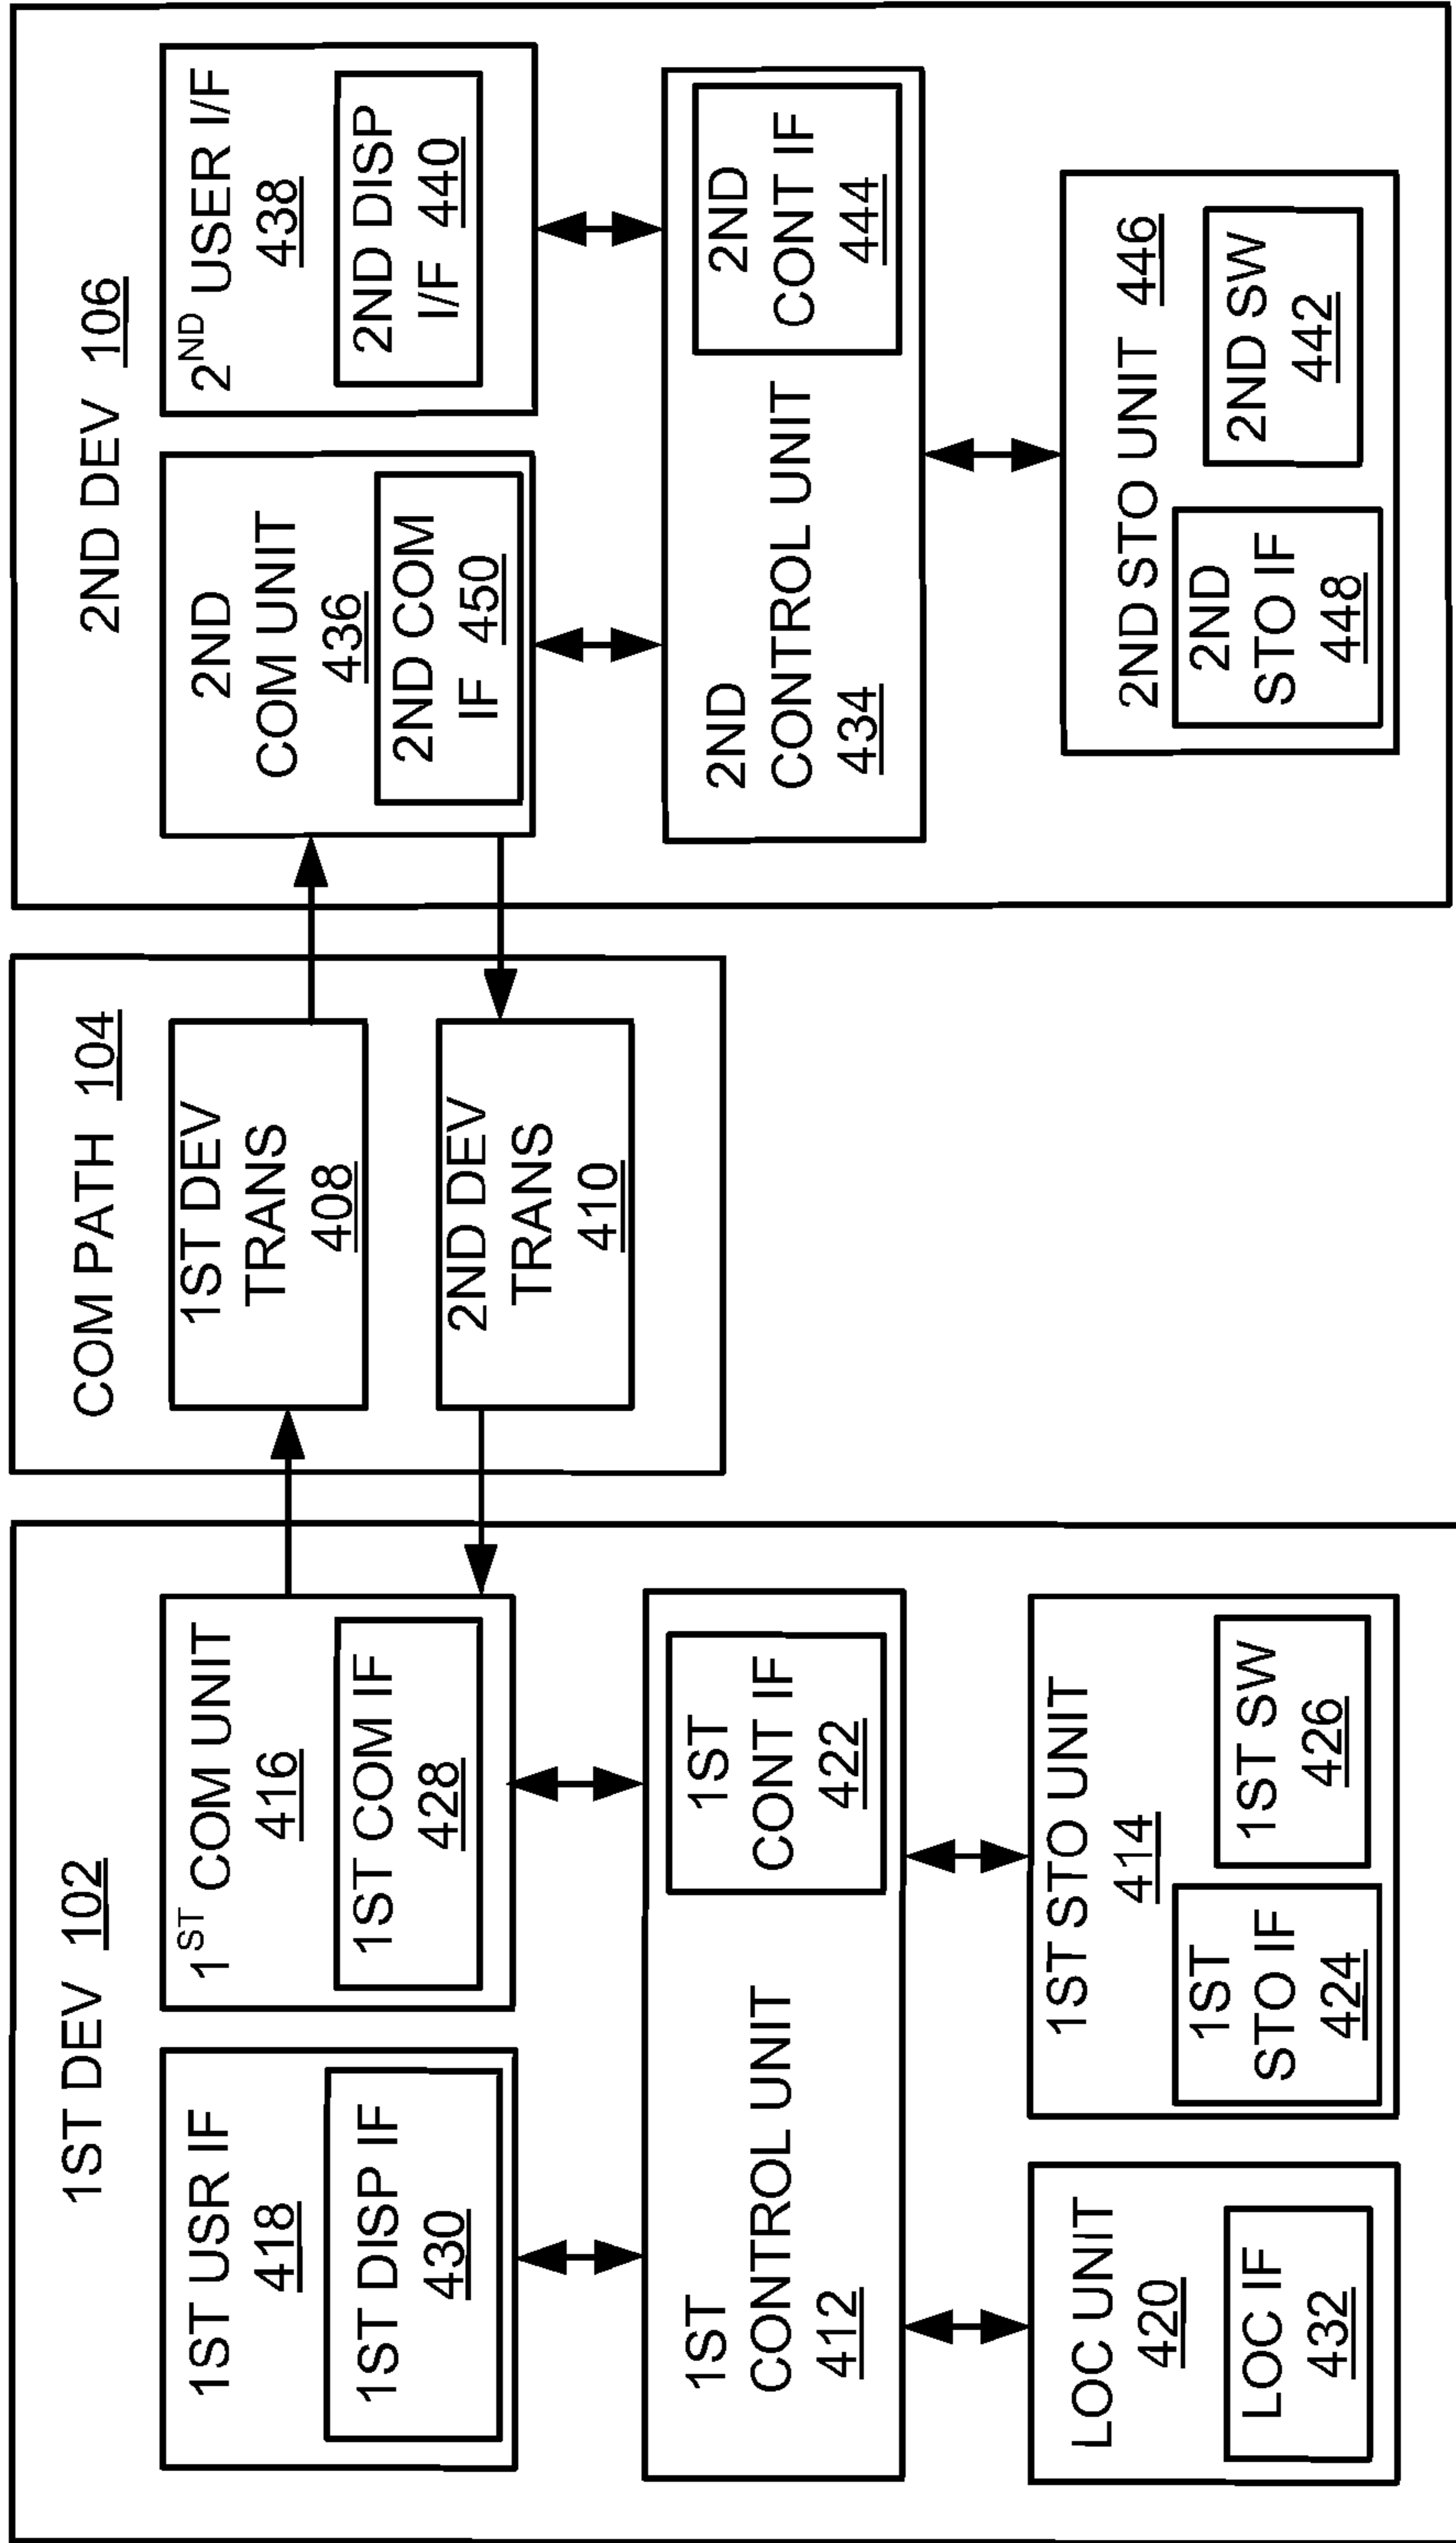 1ST DEV 102
1ST USR IF
418
1ST DISP IF
430
1ST COM UNIT
416
1ST COM IF
428
1ST
CONTROL UNIT
412
1ST
CONT IF
422
LOC UNIT
420
LOC IF
432
1ST STO UNIT
414
1ST
STO IF
424
1ST SW
426
COM PATH 104
1ST DEV
TRANS
408
2ND DEV
TRANS
410
2ND DEV 106
2ND
COM UNIT
436
2ND COM
IF 450
2ND USER I/F
438
2ND DISP
I/F 440
2ND
CONTROL UNIT
434
2ND
CONT IF
444
2ND STO UNIT 446
2ND
STO IF
448
2ND SW
442